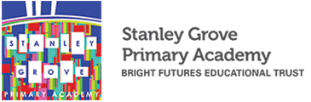 STANLEY
GROVE
PRIMARY ACADEMY
Stanley Grove
Primary Academy
BRIGHT FUTURES EDUCATIONAL TRUST